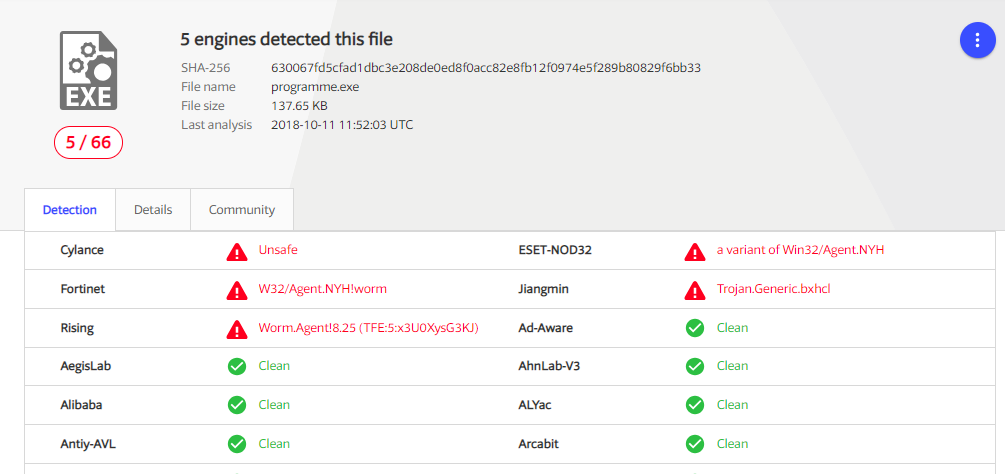 5 engines detected this file
SHA-256 630067fd5cfad1dbc3e208de0ed8f0acc82e8fb12f0974e5f289b80829f6bb33
File name programme.exe
File size 137.65 KB
Last analysis 2018-10-11 11:52:03 UTC
EXE
5 / 66
Detection Details Community
Cylance Unsafe ESET-NOD32 a variant of Win32/Agent.NYH
Fortinet W32/Agent.NYH!worm Jiangmin Trojan.Generic.bxhcl
Rising Worm.Agent!8.25 (TFE:5:x3U0XysG3KJ) Ad-Aware Clean
AegisLab Clean AhnLab-V3 Clean
Alibaba Clean ALYac Clean
Antiy-AVL Clean Arcabit Clean